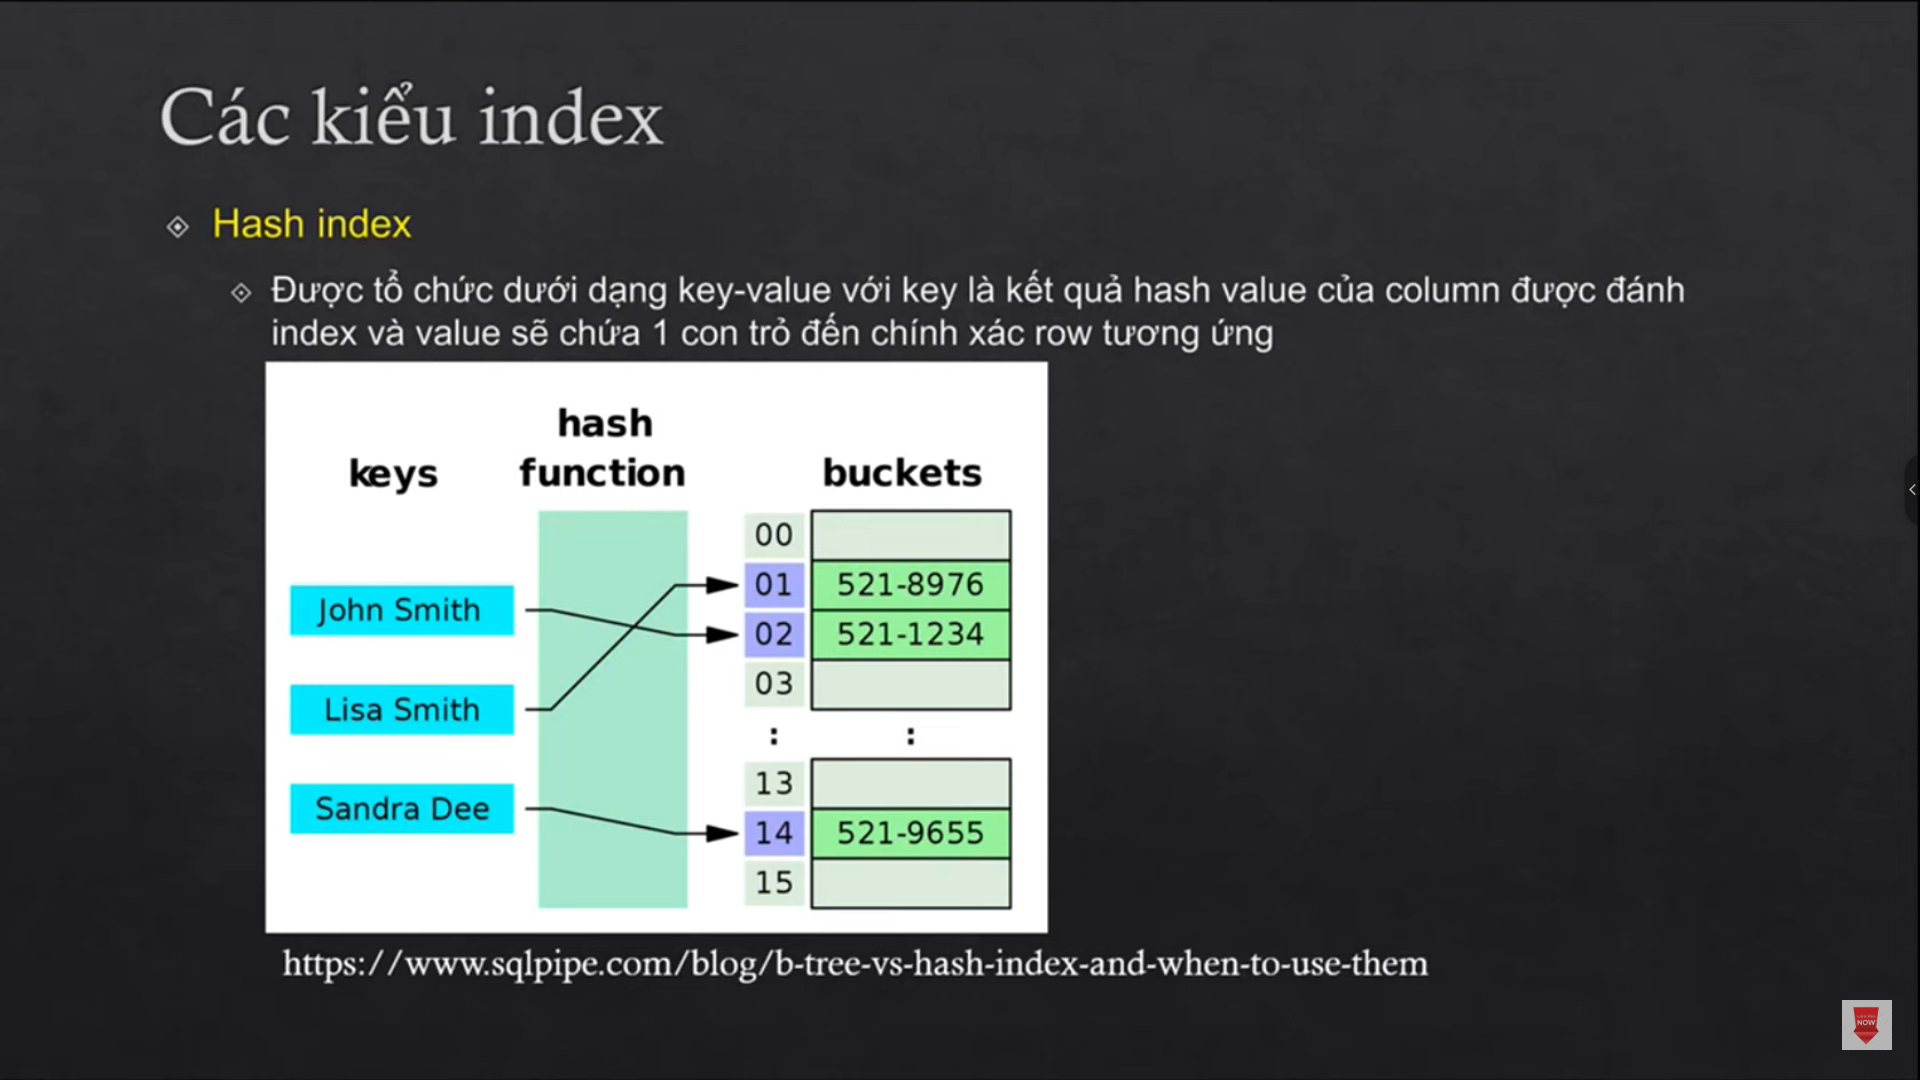 Các kiểu index
Hash index
Được tổ chức dưới dạng key-value với key là kết quả hash value của column được đánh
index và value sẽ chứa 1 con trỏ đến chính xác row tương ứng
hash
keys function buckets
00
01 521-8976
John Smith
02 521-1234
03
Lisa Smith
: :
13
Sandra Dee
14 521-9655
15
https://www.sqlpipe.com/blog/b-tree-vs-hash-index-and-when-to-use-them
NOW